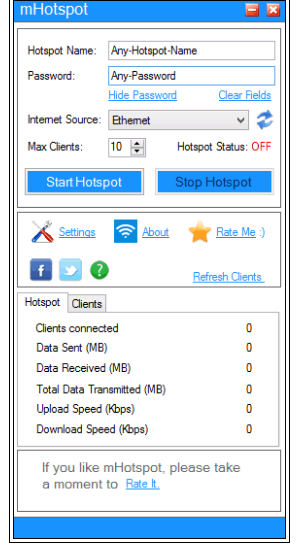 mHotspot
Hotspot Name: Any-Hotspot-Name
Password: Any-Password
Hide Password Clear Fields
Internet Source: Ethernet
Max Clients: 10 Hotspot Status: OFF
Start Hotspot Stop Hotspot
Settings About Rate Me :)
f ?
Refresh Clients
Hotspot Clients
Clients connected 0
Data Sent (MB) 0
Data Received (MB) 0
Total Data Transmitted (MB) 0
Upload Speed (Kbps) 0
Download Speed (Kbps) 0
If you like mHotspot, please take
a moment to Rate It.